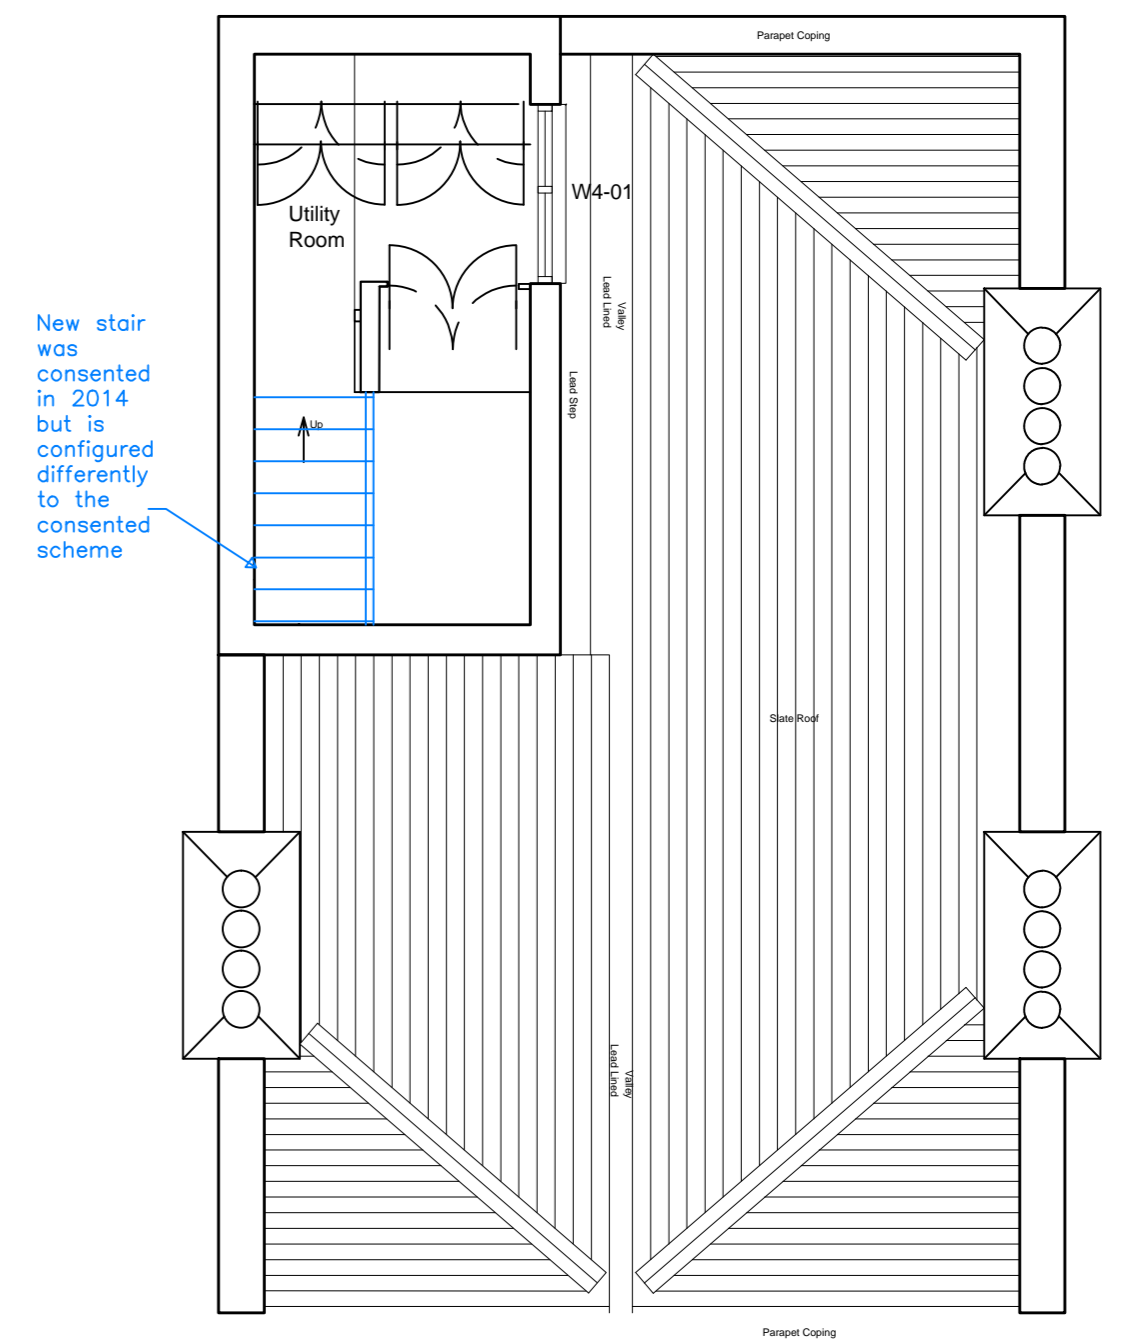 Parapet Coping
W4-01
Utility
Room
Valley
Lead Lined
Lead Step
New stair
was
consented
in 2014
but is
configured
differently
to the
consented
scheme
Up
Slate Roof
Valley
Lead Lined
Parapet Coping